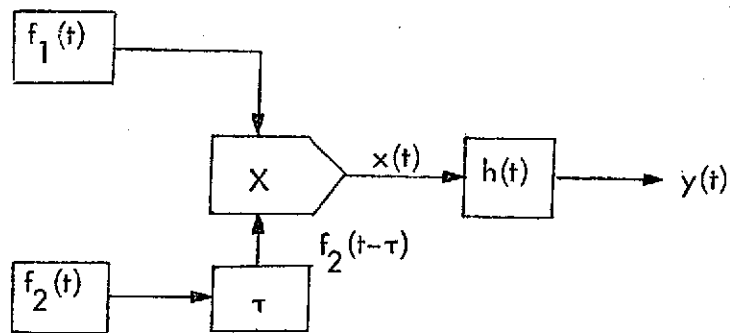 f1(t)
X
x(t)
h(t)
y(t)
f2(t-τ)
f2(t)
τ